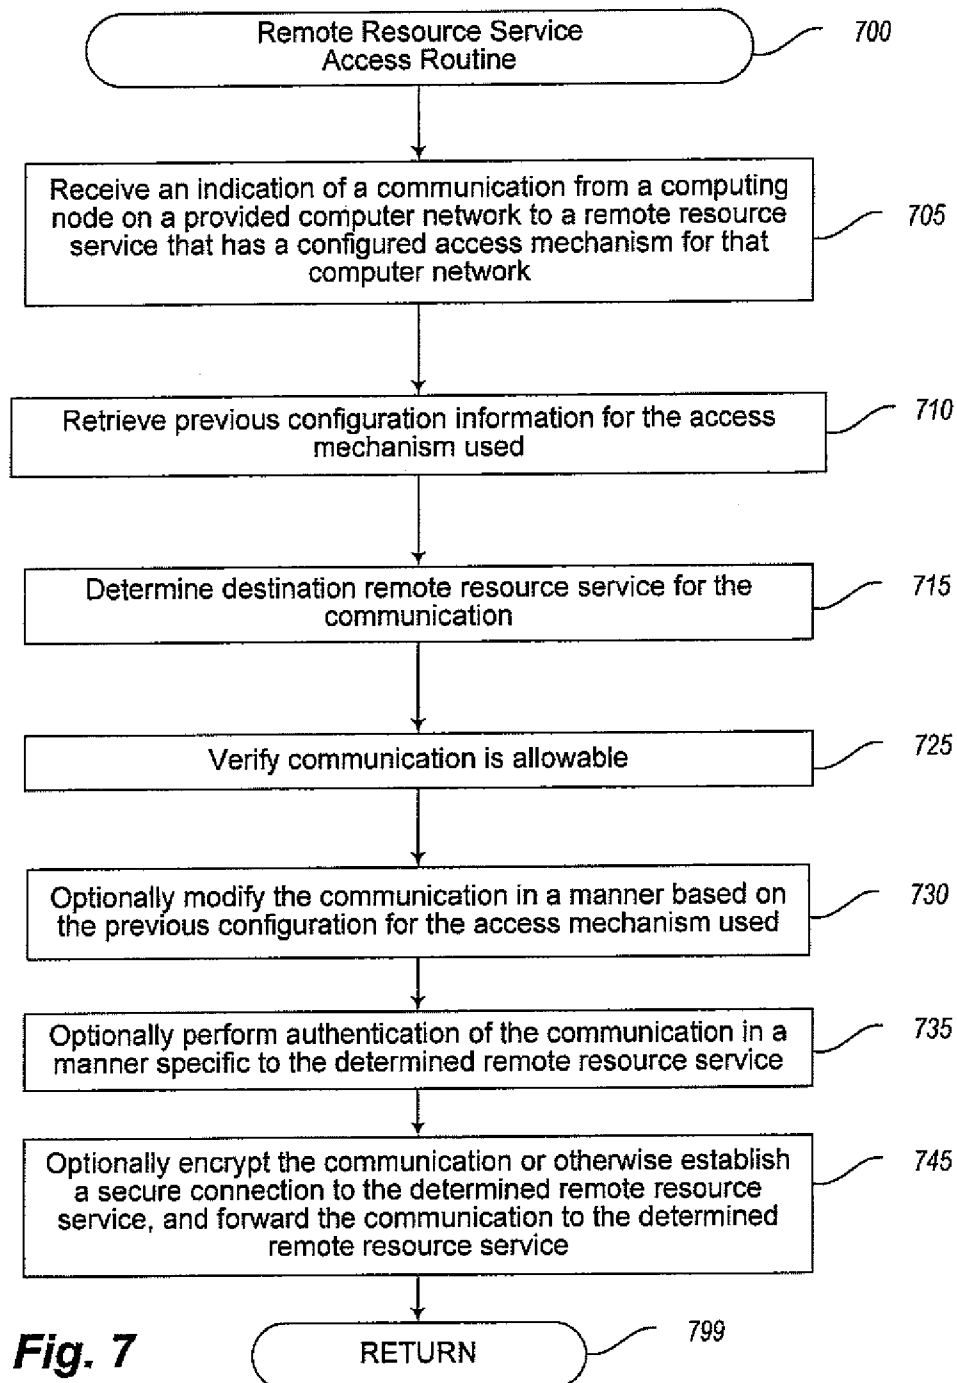 Remote Resource Service
Access Routine
700
Receive an indication of a communication from a computing
node on a provided computer network to a remote resource
service that has a configured access mechanism for that
computer network
705
Retrieve previous configuration information for the access
mechanism used
710
Determine destination remote resource service for the
communication
715
Verify communication is allowable
725
Optionally modify the communication in a manner based on
the previous configuration for the access mechanism used
730
Optionally perform authentication of the communication in a
manner specific to the determined remote resource service
735
Optionally encrypt the communication or otherwise establish
a secure connection to the determined remote resource
service, and forward the communication to the determined
remote resource service
745
RETURN
799
Fig. 7